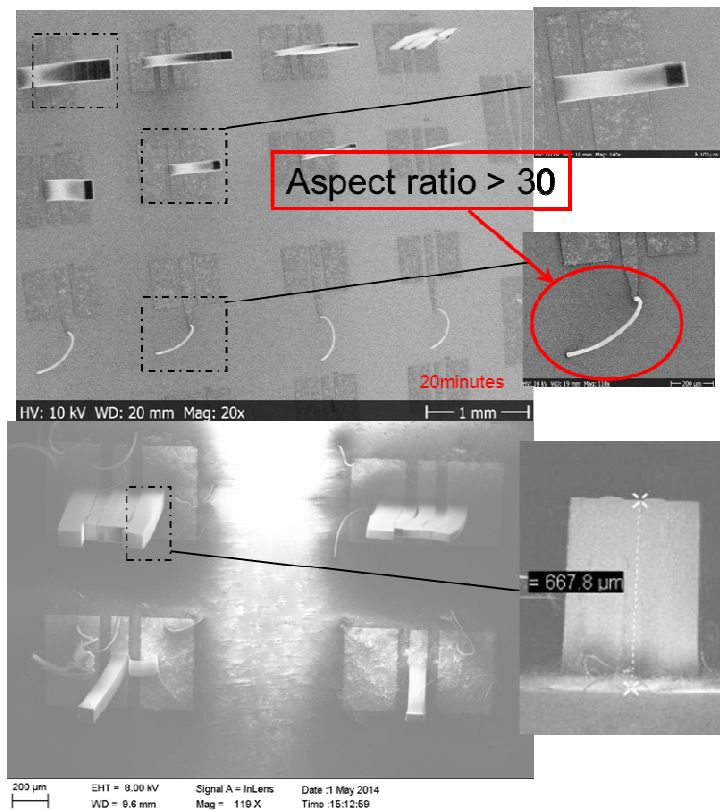 Aspect ratio > 30
20minutes
HV: 10 kV WD: 20 mm Mag: 20x
1 mm
200 µm
= 667.8 µm
200 µm
EHT = 8.00 kV
Signal A = InLens
Date :1 May 2014
WD = 9.6 mm
Mag = 119 X
Time :15:12:59